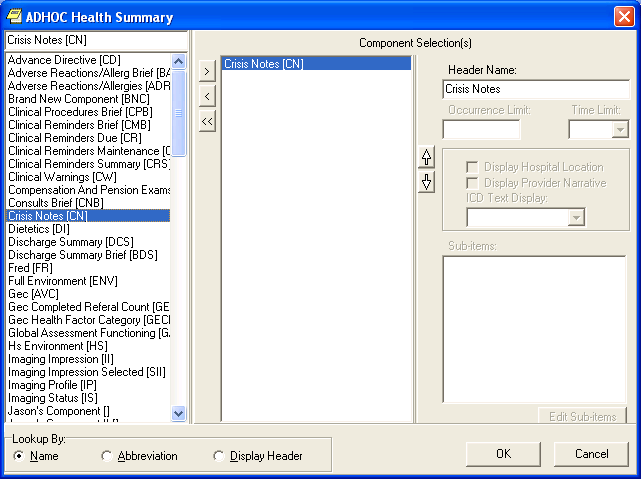 ADHOC Health Summary
Crisis Notes [CN]
Advance Directive [CD]
Adverse Reactions/Allerg Brief [BA
Adverse Reactions/Allergies [ADR
Brand New Component [BNC]
Clinical Procedures Brief [CPB]
Clinical Reminders Brief [CMB]
Clinical Reminders Due [CR]
Clinical Reminders Maintenance [C
Clinical Reminders Summary [CRS
Clinical Warnings [CW]
Compensation And Pension Exams
Consults Brief [CNB]
Crisis Notes [CN]
Dietetics [DI]
Discharge Summary [DCS]
Discharge Summary Brief [BDS]
Fred [FR]
Full Environment [ENV]
Gec [AVC]
Gec Completed Referal Count [GE
Gec Health Factor Category [GECI
Global Assessment Functioning [G
Hs Environment [HS]
Imaging Impression [II]
Imaging Impression Selected [SII]
Imaging Profile [IP]
Imaging Status [IS]
Jason's Component []
Component Selection(s)
>
<
<<
Crisis Notes [CN]
Header Name:
Crisis Notes
Occurrence Limit:
Time Limit:
Display Hospital Location
Display Provider Narrative
ICD Text Display:
Sub-items:
Edit Sub-items
Lookup By:
Name
Abbreviation
Display Header
OK
Cancel